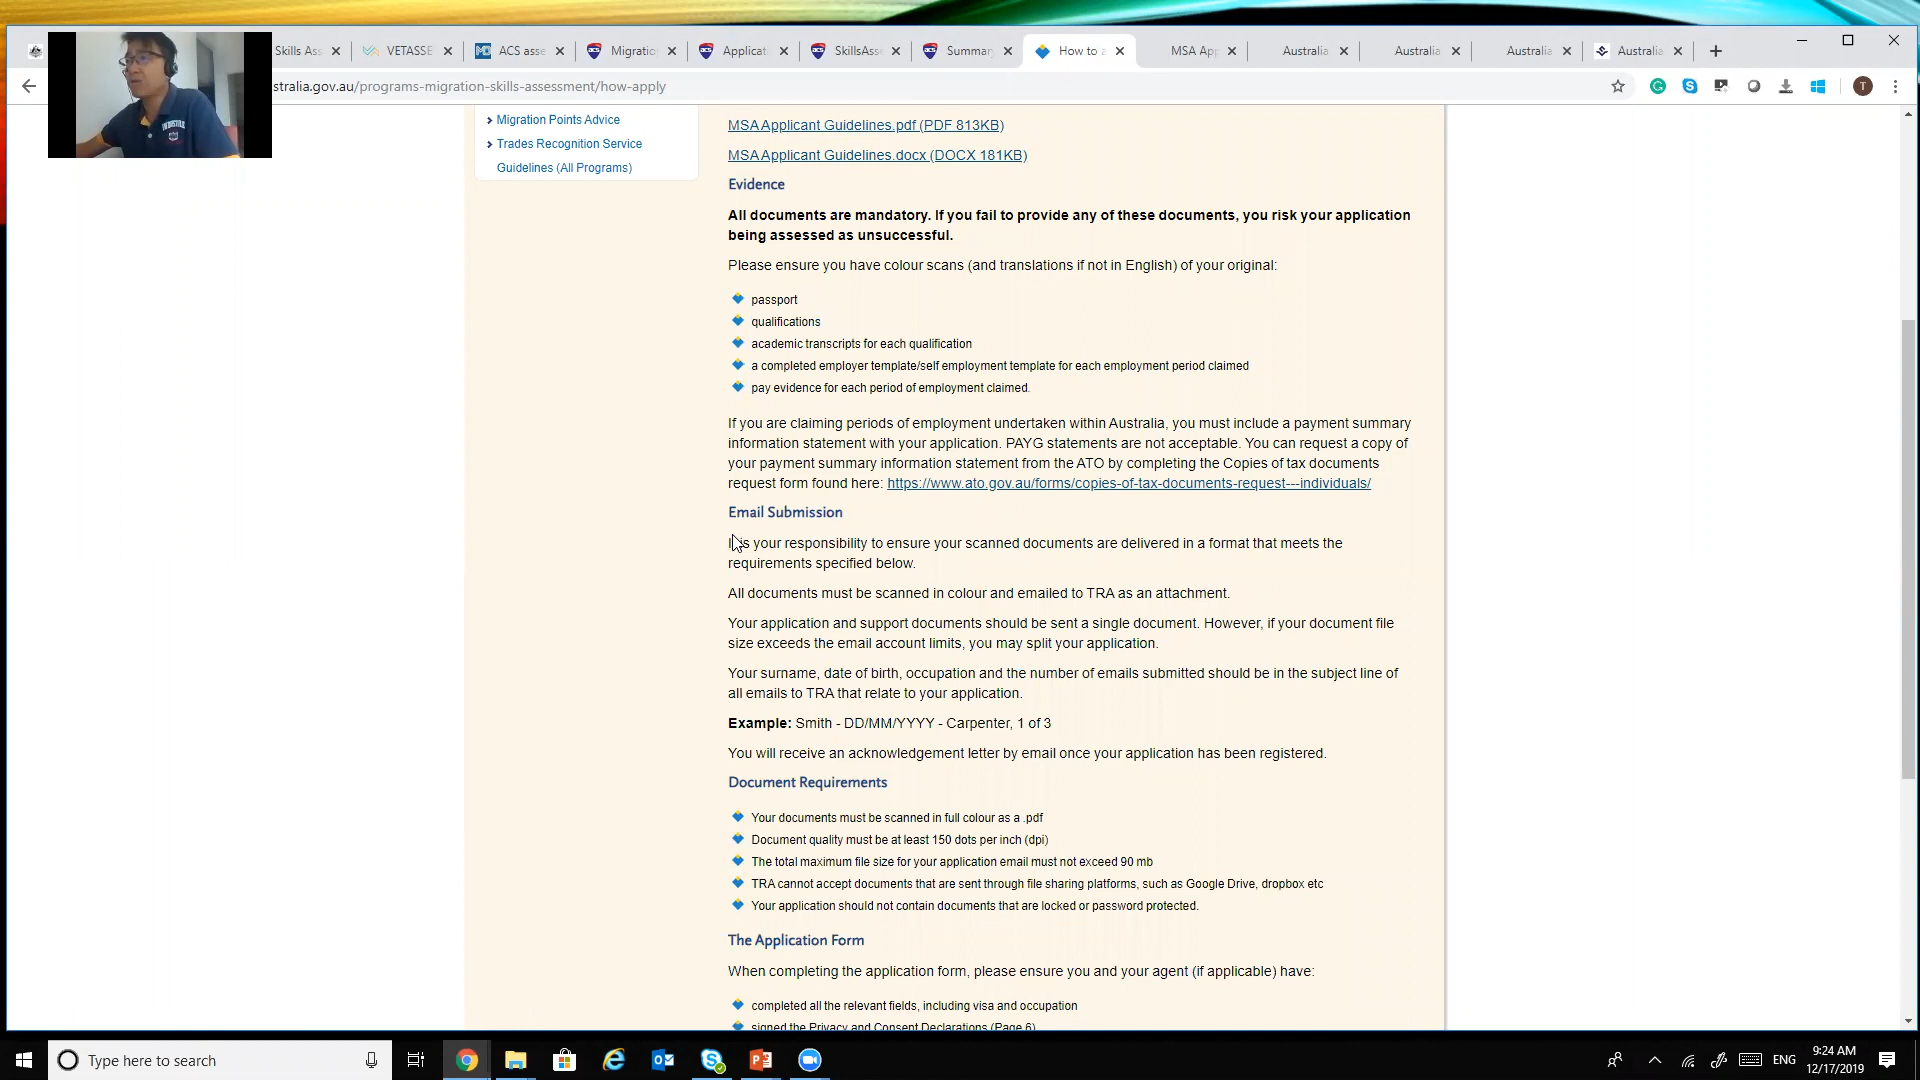 Skills Ass
VETASSE
ACS asse
Migratio
Applicat
SkillsAss
Summar
How to a
MSA App
Australia
Australia
Australia
Australia
stralia.gov.au/programs-migration-skills-assessment/how-apply
T
Migration Points Advice
Trades Recognition Service
Guidelines (All Programs)
MSA Applicant Guidelines.pdf (PDF 813KB)
MSA Applicant Guidelines.docx (DOCX 181KB)
Evidence
All documents are mandatory. If you fail to provide any of these documents, you risk your application
being assessed as unsuccessful.
Please ensure you have colour scans (and translations if not in English) of your original:
passport
qualifications
academic transcripts for each qualification
a completed employer template/self employment template for each employment period claimed
pay evidence for each period of employment claimed.
If you are claiming periods of employment undertaken within Australia, you must include a payment summary
information statement with your application. PAYG statements are not acceptable. You can request a copy of
your payment summary information statement from the ATO by completing the Copies of tax documents
request form found here: https://www.ato.gov.au/forms/copies-of-tax-documents-request---individuals/
Email Submission
It is your responsibility to ensure your scanned documents are delivered in a format that meets the
requirements specified below.
All documents must be scanned in colour and emailed to TRA as an attachment.
Your application and support documents should be sent a single document. However, if your document file
size exceeds the email account limits, you may split your application.
Your surname, date of birth, occupation and the number of emails submitted should be in the subject line of
all emails to TRA that relate to your application.
Example: Smith - DD/MM/YYYY - Carpenter, 1 of 3
You will receive an acknowledgement letter by email once your application has been registered.
Document Requirements
Your documents must be scanned in full colour as a .pdf
Document quality must be at least 150 dots per inch (dpi)
The total maximum file size for your application email must not exceed 90 mb
TRA cannot accept documents that are sent through file sharing platforms, such as Google Drive, dropbox etc
Your application should not contain documents that are locked or password protected.
The Application Form
When completing the application form, please ensure you and your agent (if applicable) have:
completed all the relevant fields, including visa and occupation
signed the Privacy and Consent Declarations (Page 6)
Type here to search
ENG
9:24 AM
12/17/2019